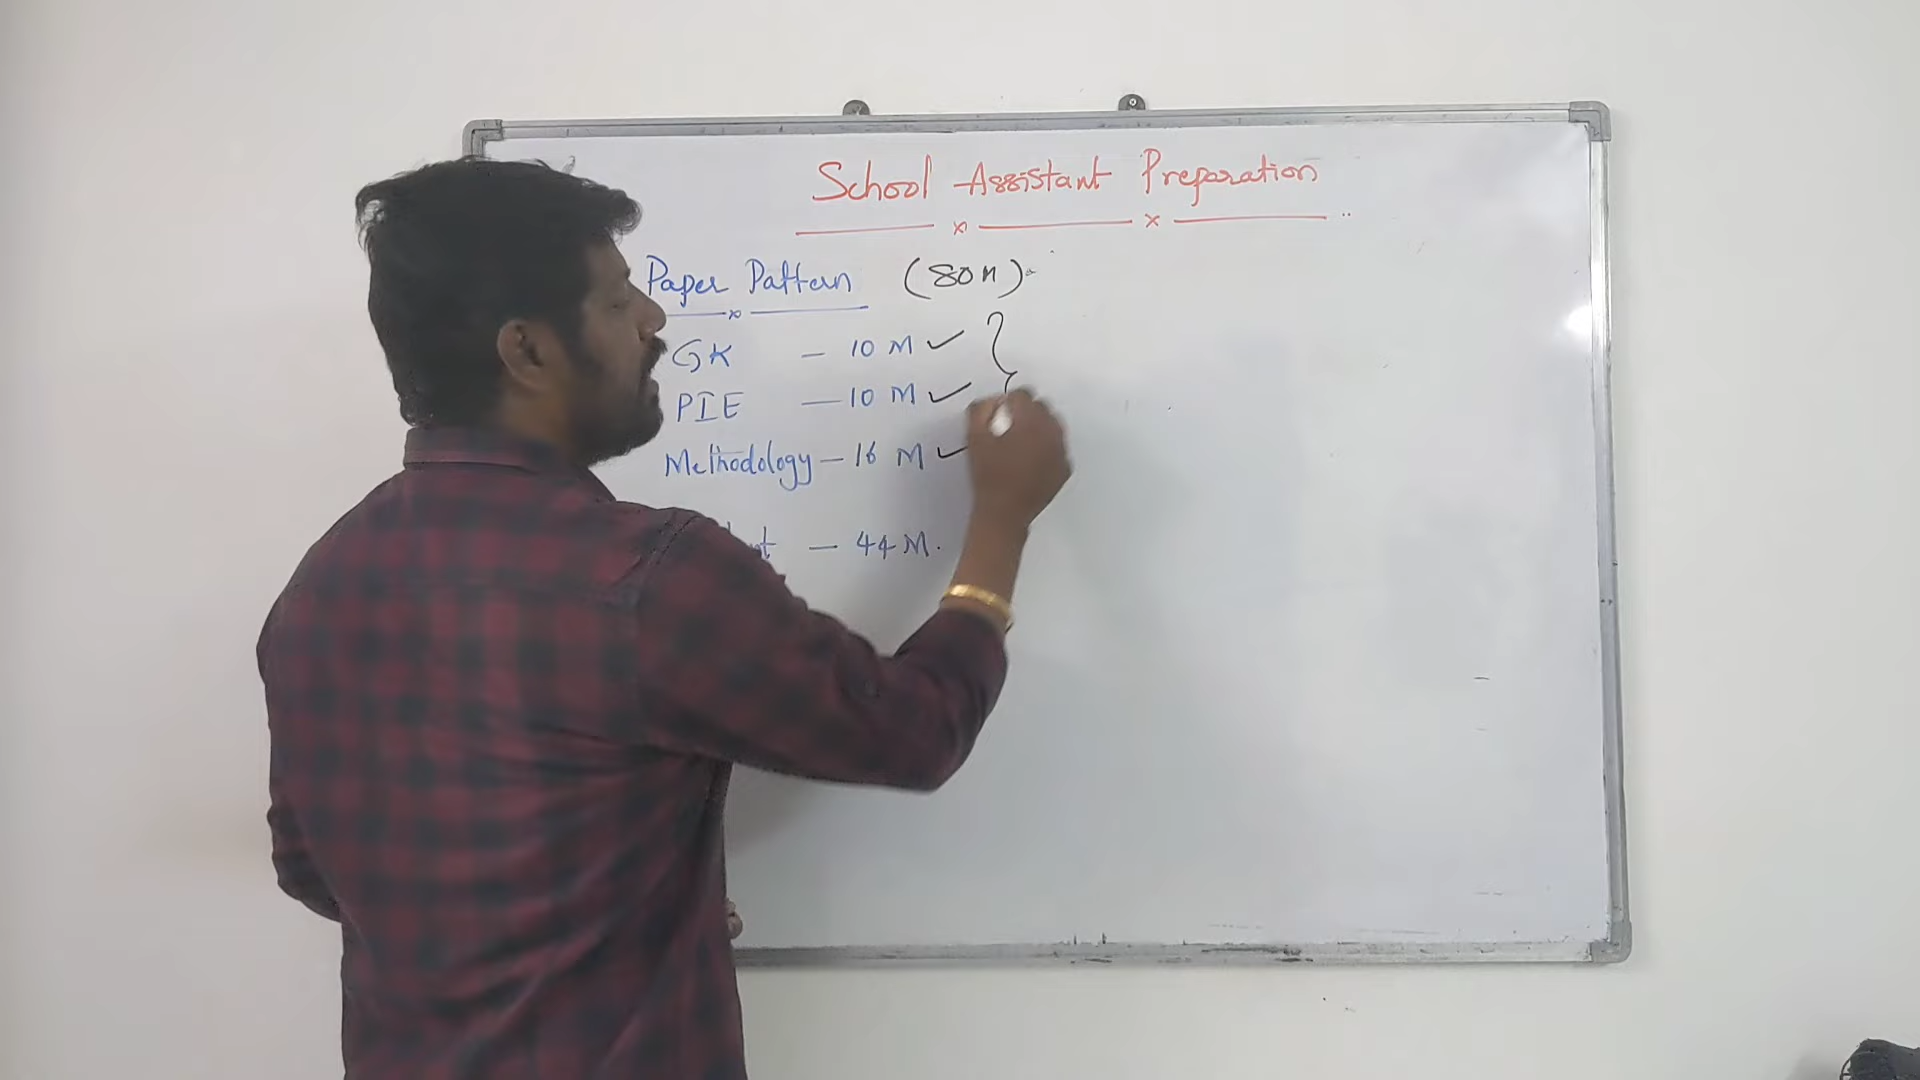 School Assistant Preparation
Paper Pattern (80 M)
GK - 10 M ✓
PIE - 10 M ✓
Methodology - 16 M ✓
- 44 M.